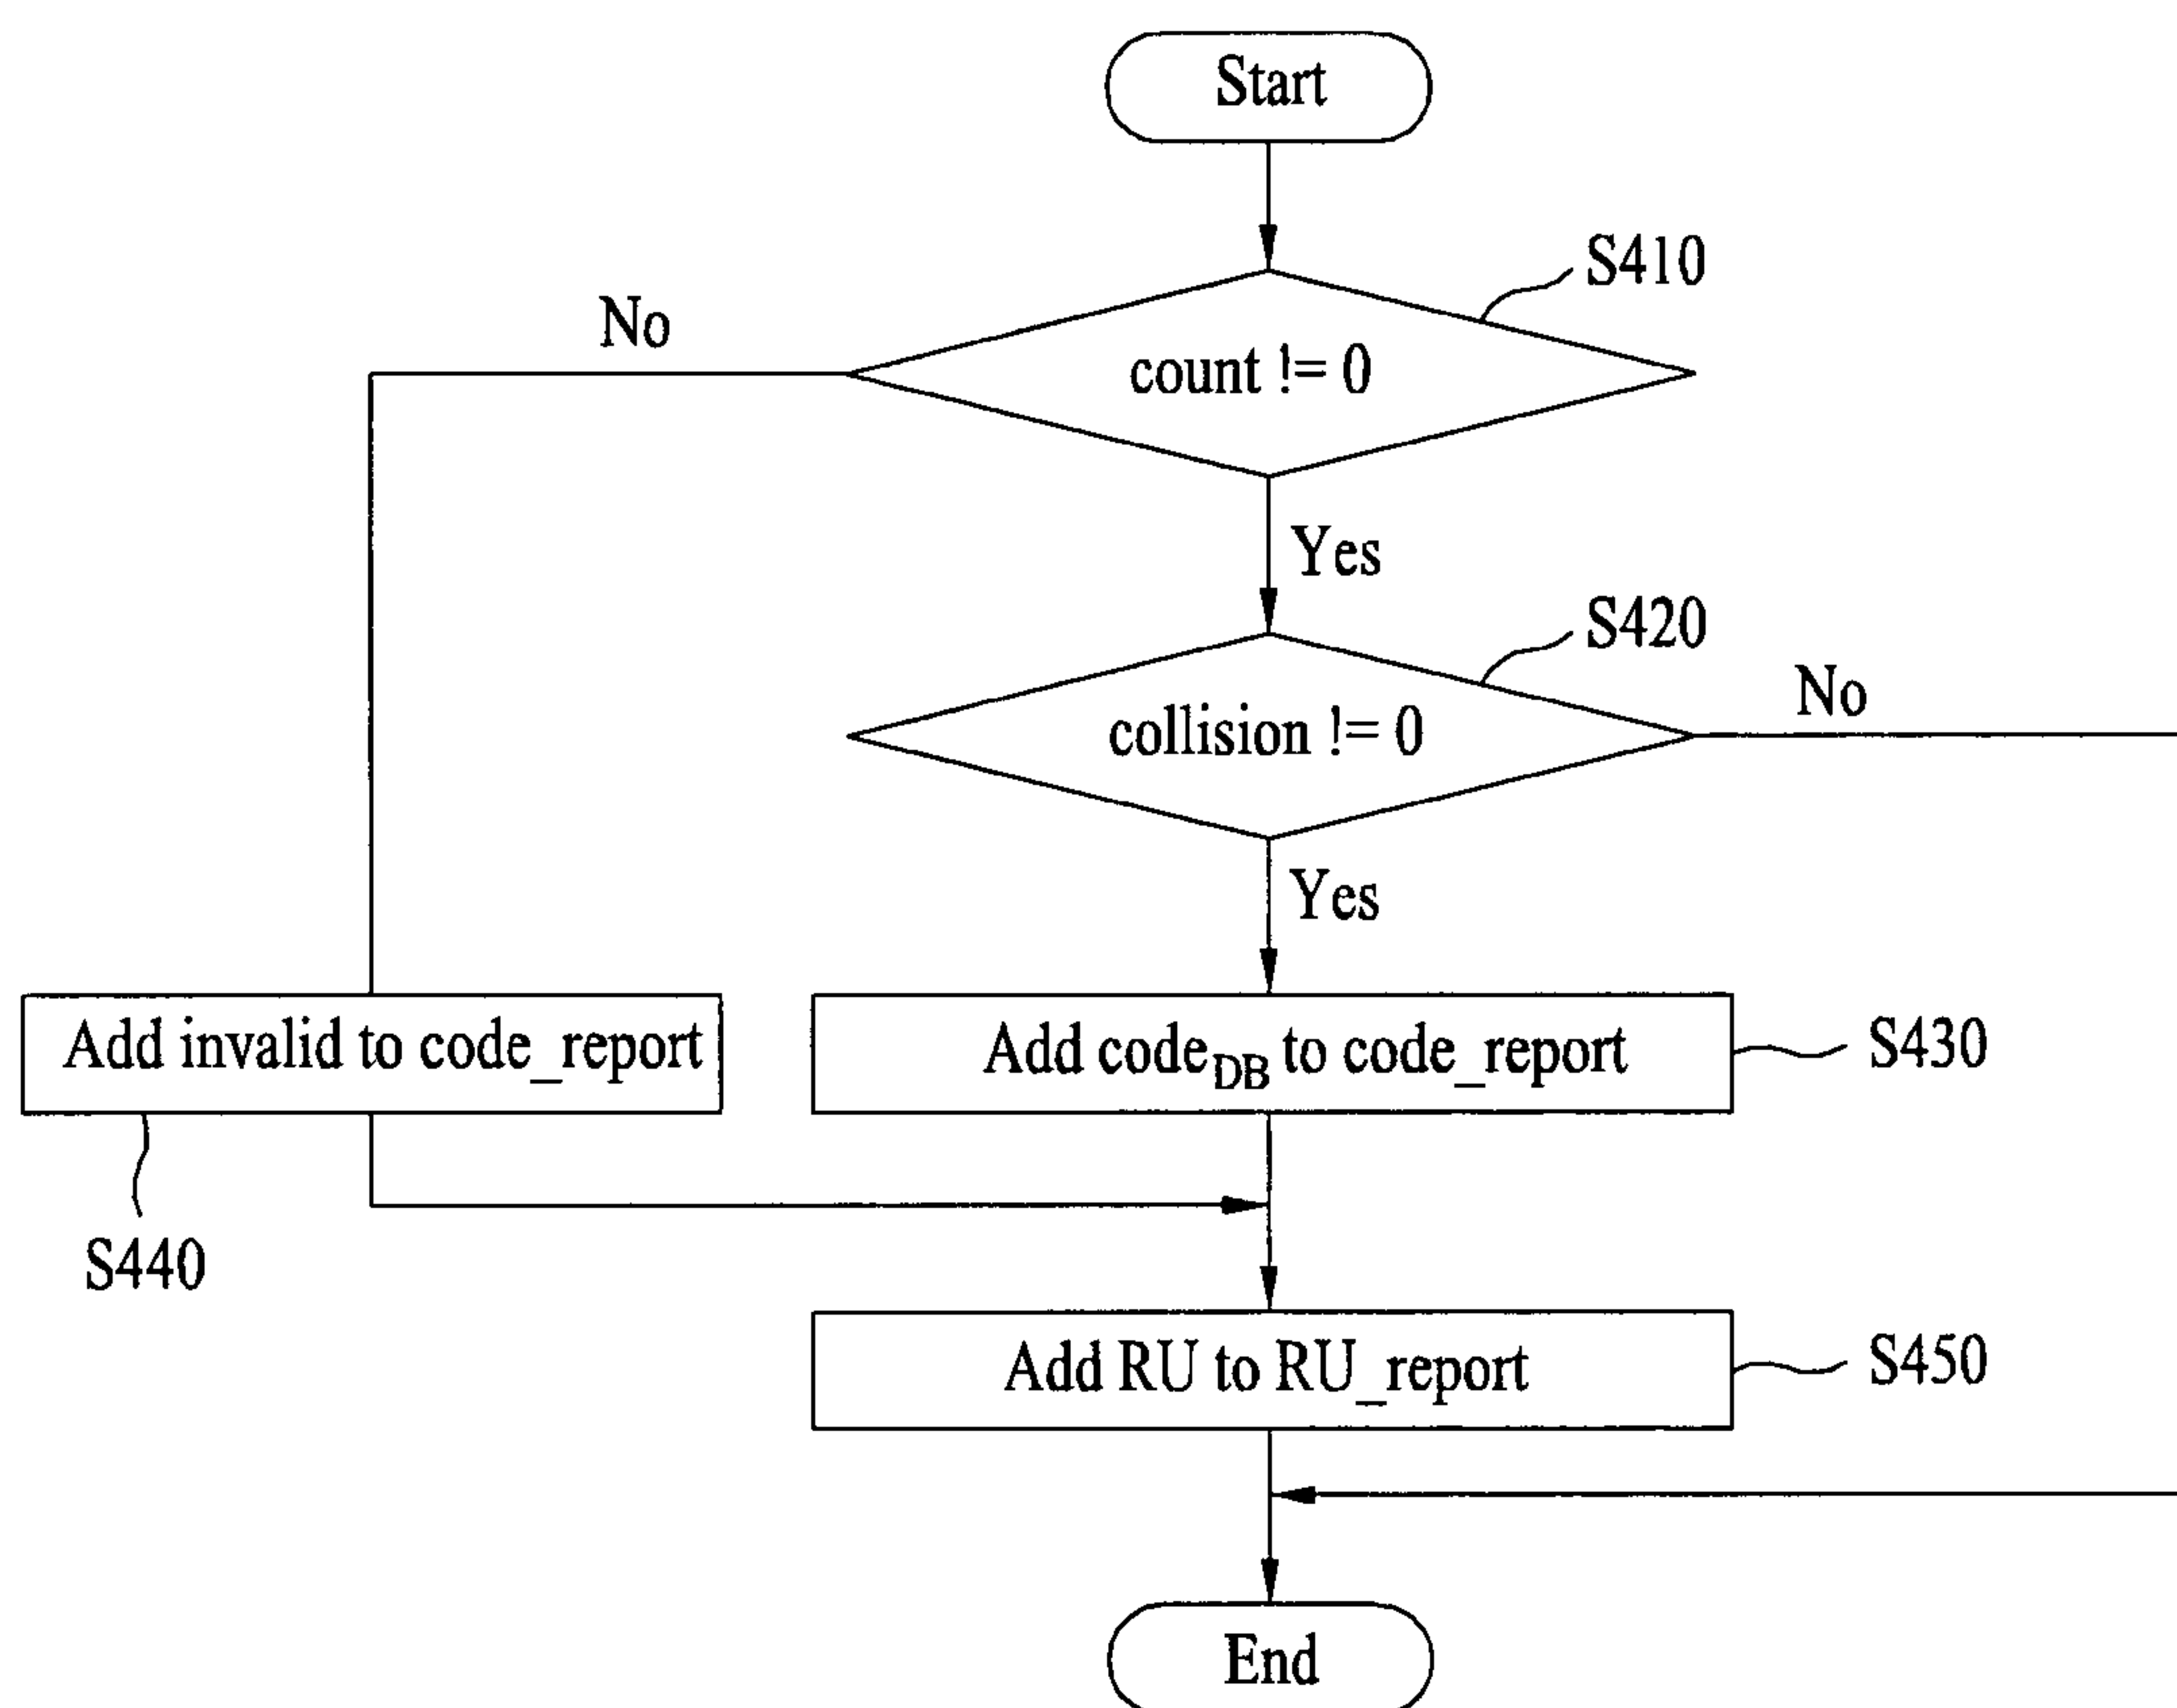 Start
S410
No
count != 0
Yes
S420
No
collision != 0
Yes
Add invalid to code_report
Add codeDB to code_report
S430
S440
Add RU to RU_report
S450
End